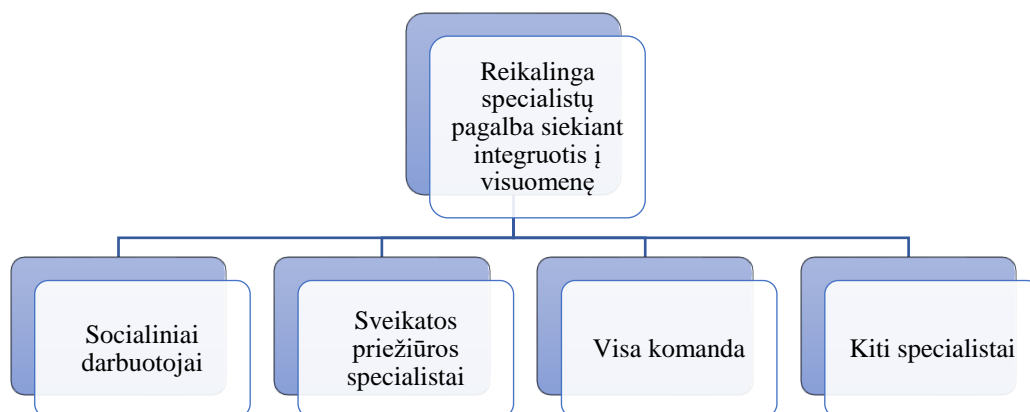 Reikalinga
specialistų
pagalba siekiant
integruotis į
visuomenę
Socialiniai
darbuotojai
Sveikatos
priežiūros
specialistai
Visa komanda
Kiti specialistai